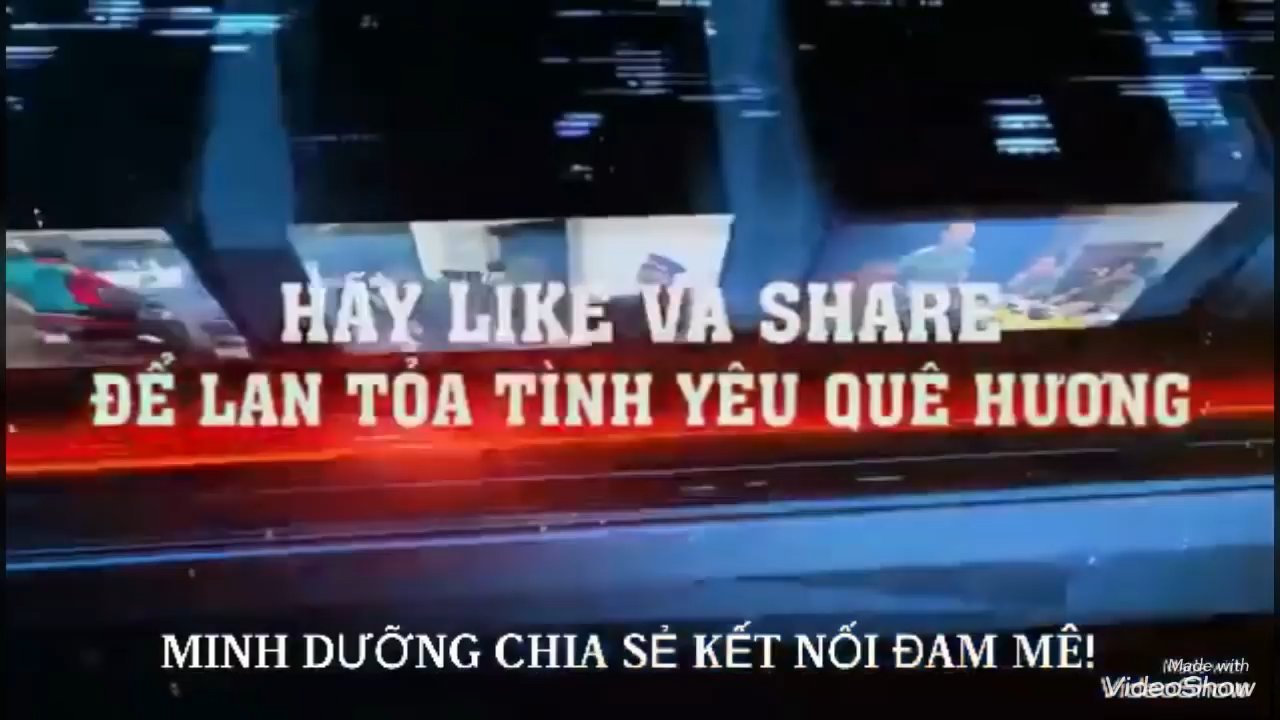 HÃY LIKE VA SHARE
ĐỂ LAN TỎA TÌNH YÊU QUÊ HƯƠNG
MINH DƯỠNG CHIA SẺ KẾT NỐI ĐAM MÊ!
Made with
VideoShow